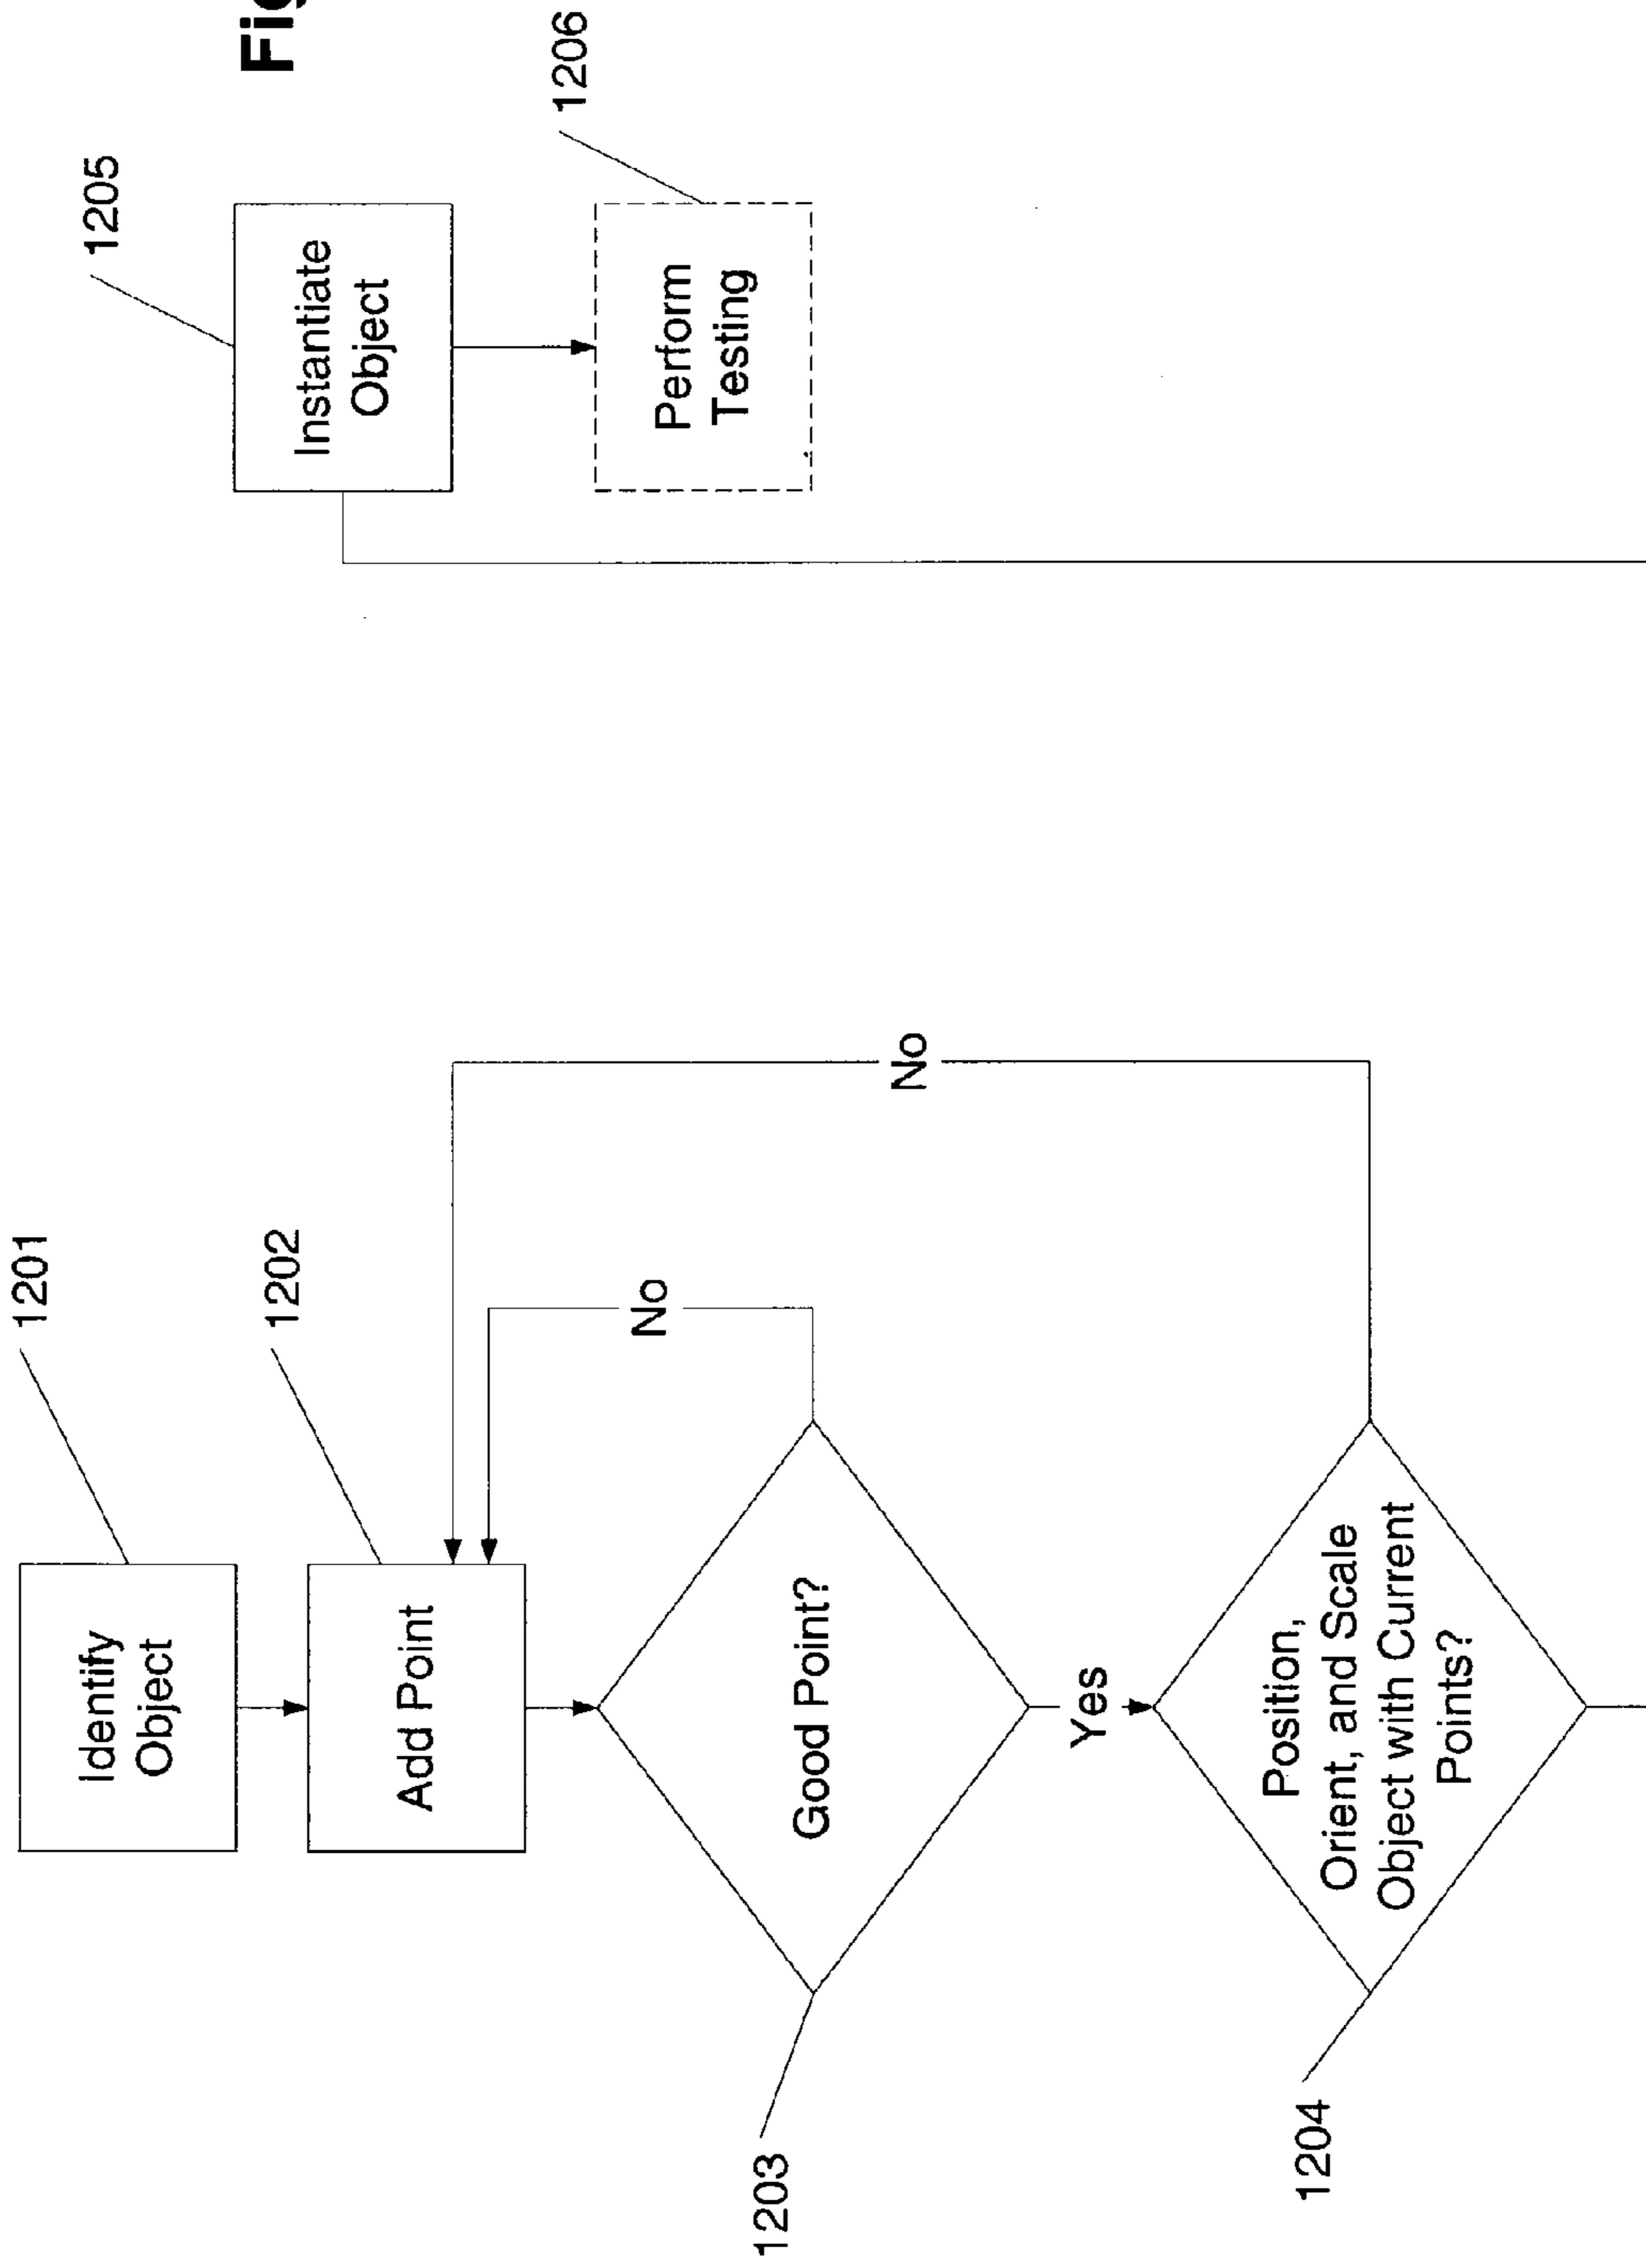 1201
Identify
Object
1202
Add Point
No
Good Point?
1203
Yes
No
Position,
Orient, and Scale
Object with Current
Points?
1204
1205
Instantiate
Object
1206
Perform
Testing
Fig